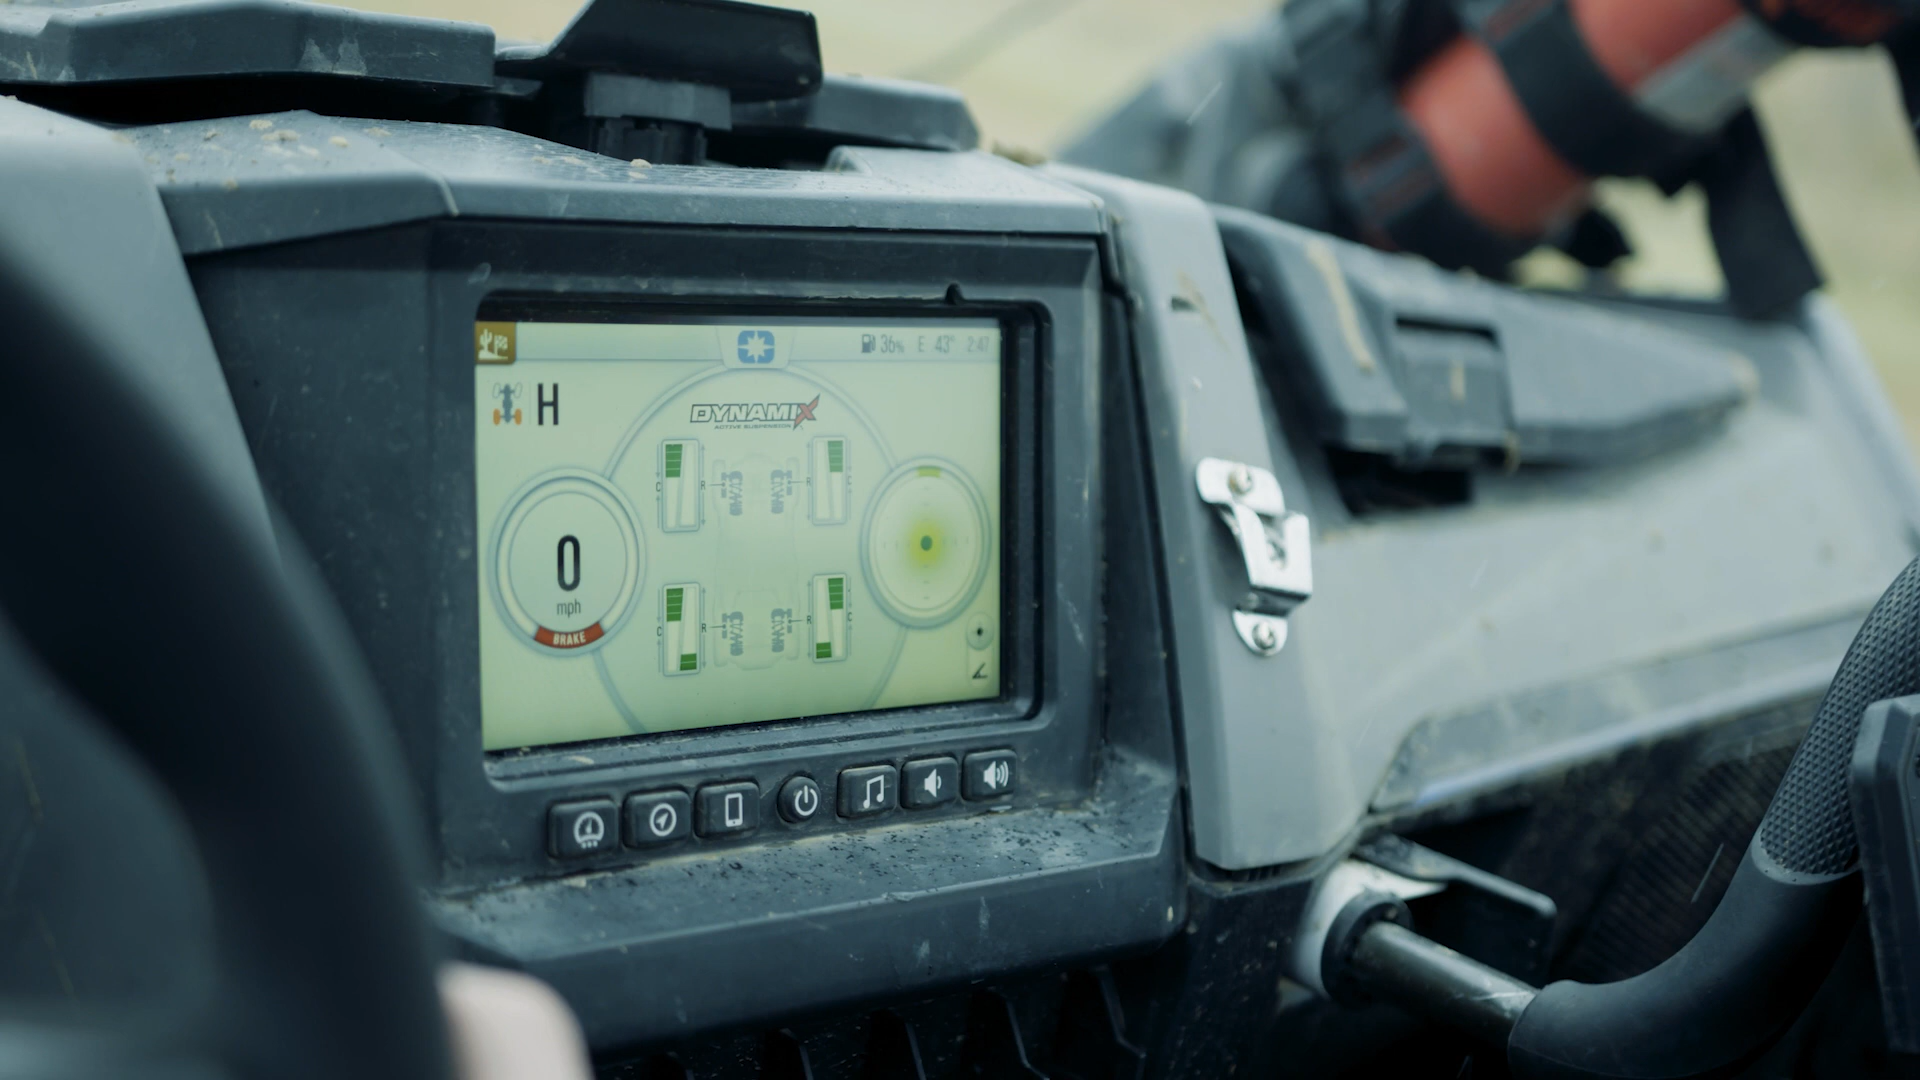 36% E 43° 2:47
H
DYNAMIX
ACTIVE SUSPENSION
C R R C
0
mph
BRAKE
C R R C